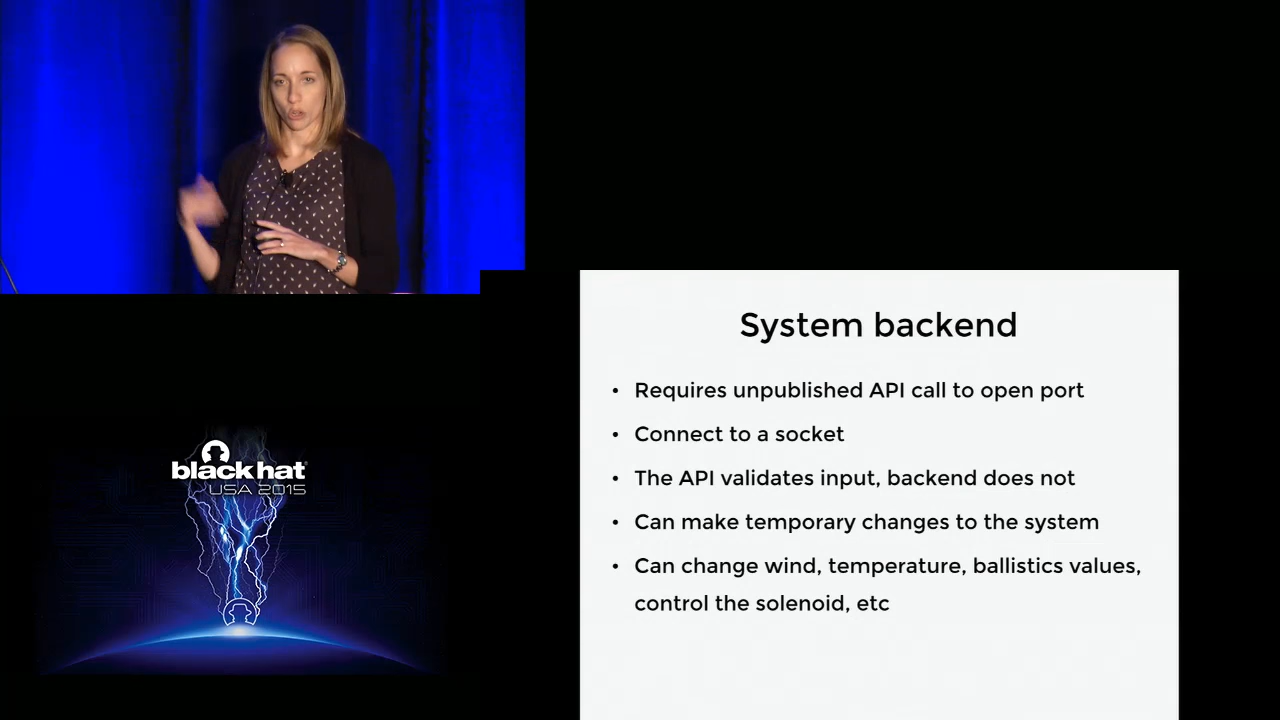 System backend
• Requires unpublished API call to open port
• Connect to a socket
• The API validates input, backend does not
• Can make temporary changes to the system
• Can change wind, temperature, ballistics values,
control the solenoid, etc
black hat
USA 2015